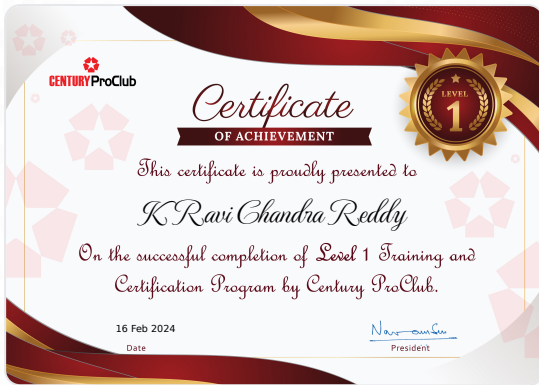 CENTURY ProClub
Certificate
OF ACHIEVEMENT
LEVEL
1
This certificate is proudly presented to
K Ravi Chandra Reddy
On the successful completion of Level 1 Training and
Certification Program by Century ProClub.
16 Feb 2024
Date
President